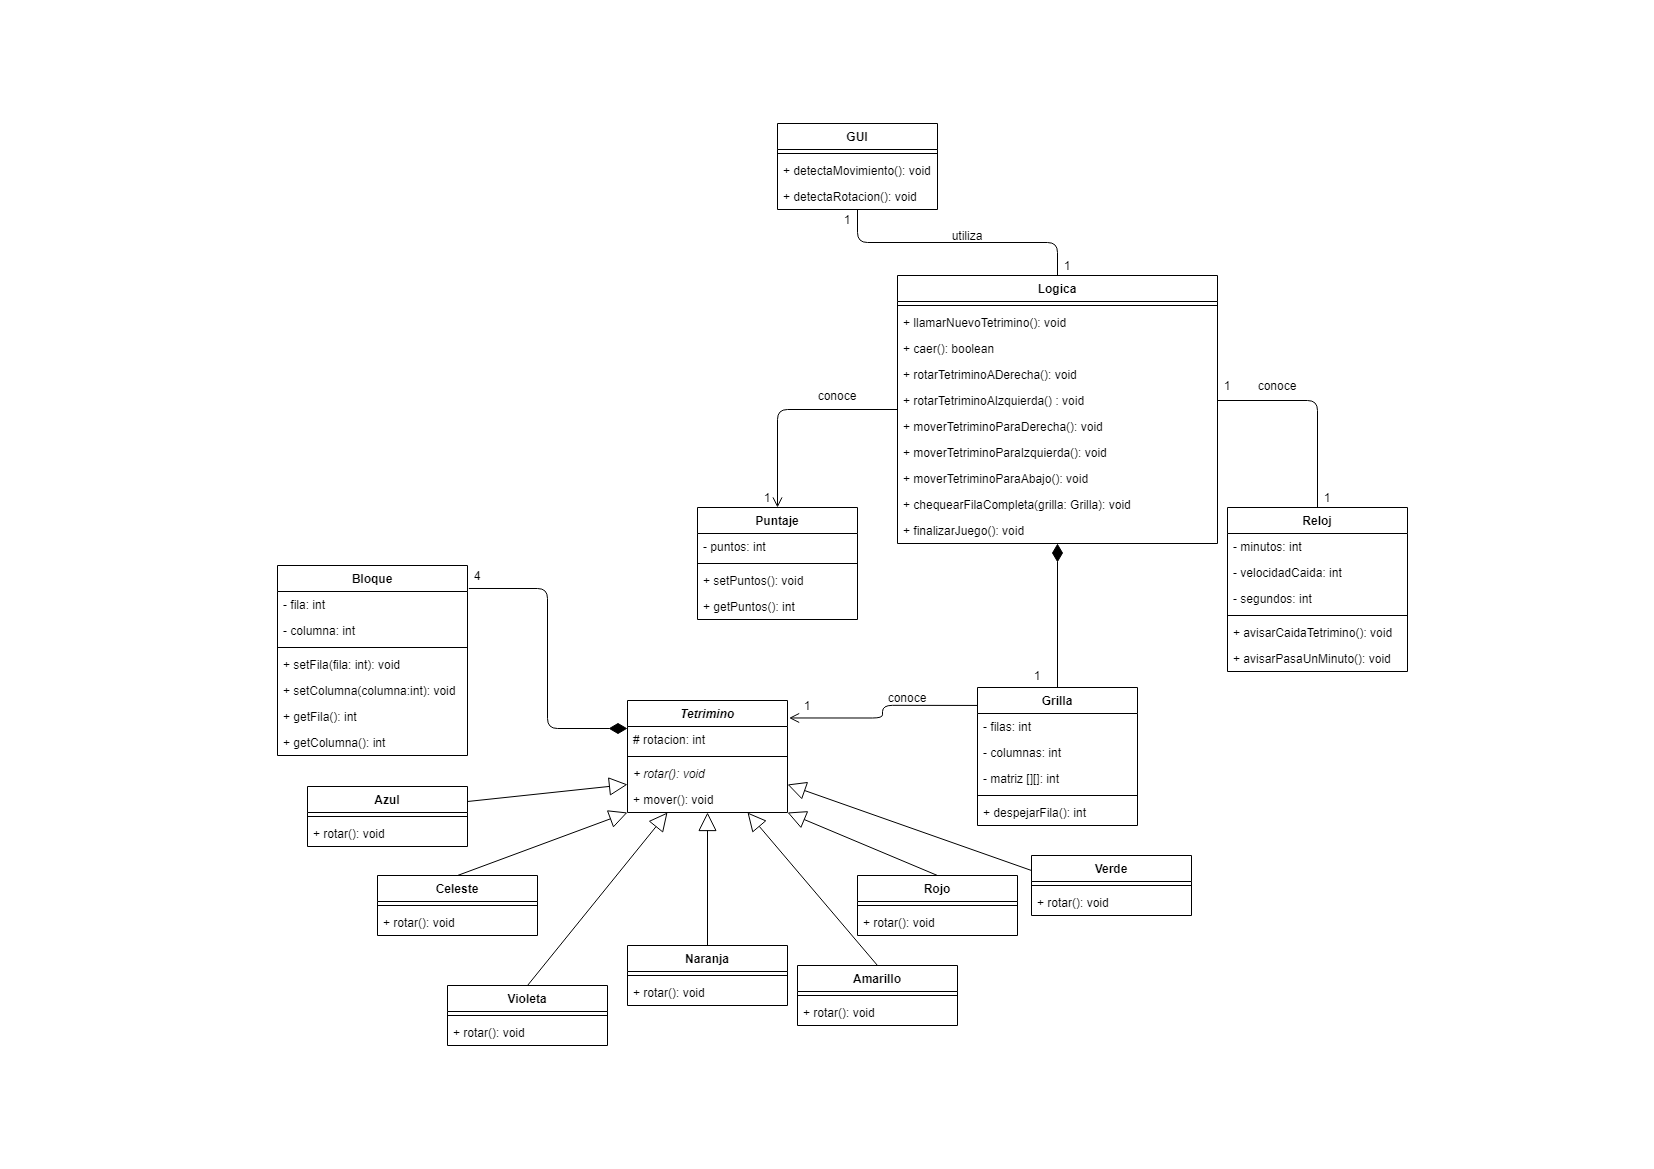 GUI
+ detectaMovimiento(): void
+ detectaRotacion(): void
1
utiliza
1
Logica
+ llamarNuevoTetrimino(): void
+ caer(): boolean
+ rotarTetriminoADerecha(): void
+ rotarTetriminoAIzquierda() : void
+ moverTetriminoParaDerecha(): void
+ moverTetriminoParaIzquierda(): void
+ moverTetriminoParaAbajo(): void
+ chequearFilaCompleta(grilla: Grilla): void
+ finalizarJuego(): void
conoce
1
1 conoce
1
Puntaje
- puntos: int
+ setPuntos(): void
+ getPuntos(): int
Reloj
- minutos: int
- velocidadCaida: int
- segundos: int
+ avisarCaidaTetrimino(): void
+ avisarPasaUnMinuto(): void
Bloque
- fila: int
- columna: int
+ setFila(fila: int): void
+ setColumna(columna:int): void
+ getFila(): int
+ getColumna(): int
4
1
Grilla
- filas: int
- columnas: int
- matriz [][]: int
+ despejarFila(): int
conoce
1
Tetrimino
# rotacion: int
+ rotar(): void
+ mover(): void
Azul
+ rotar(): void
Celeste
+ rotar(): void
Violeta
+ rotar(): void
Naranja
+ rotar(): void
Amarillo
+ rotar(): void
Rojo
+ rotar(): void
Verde
+ rotar(): void